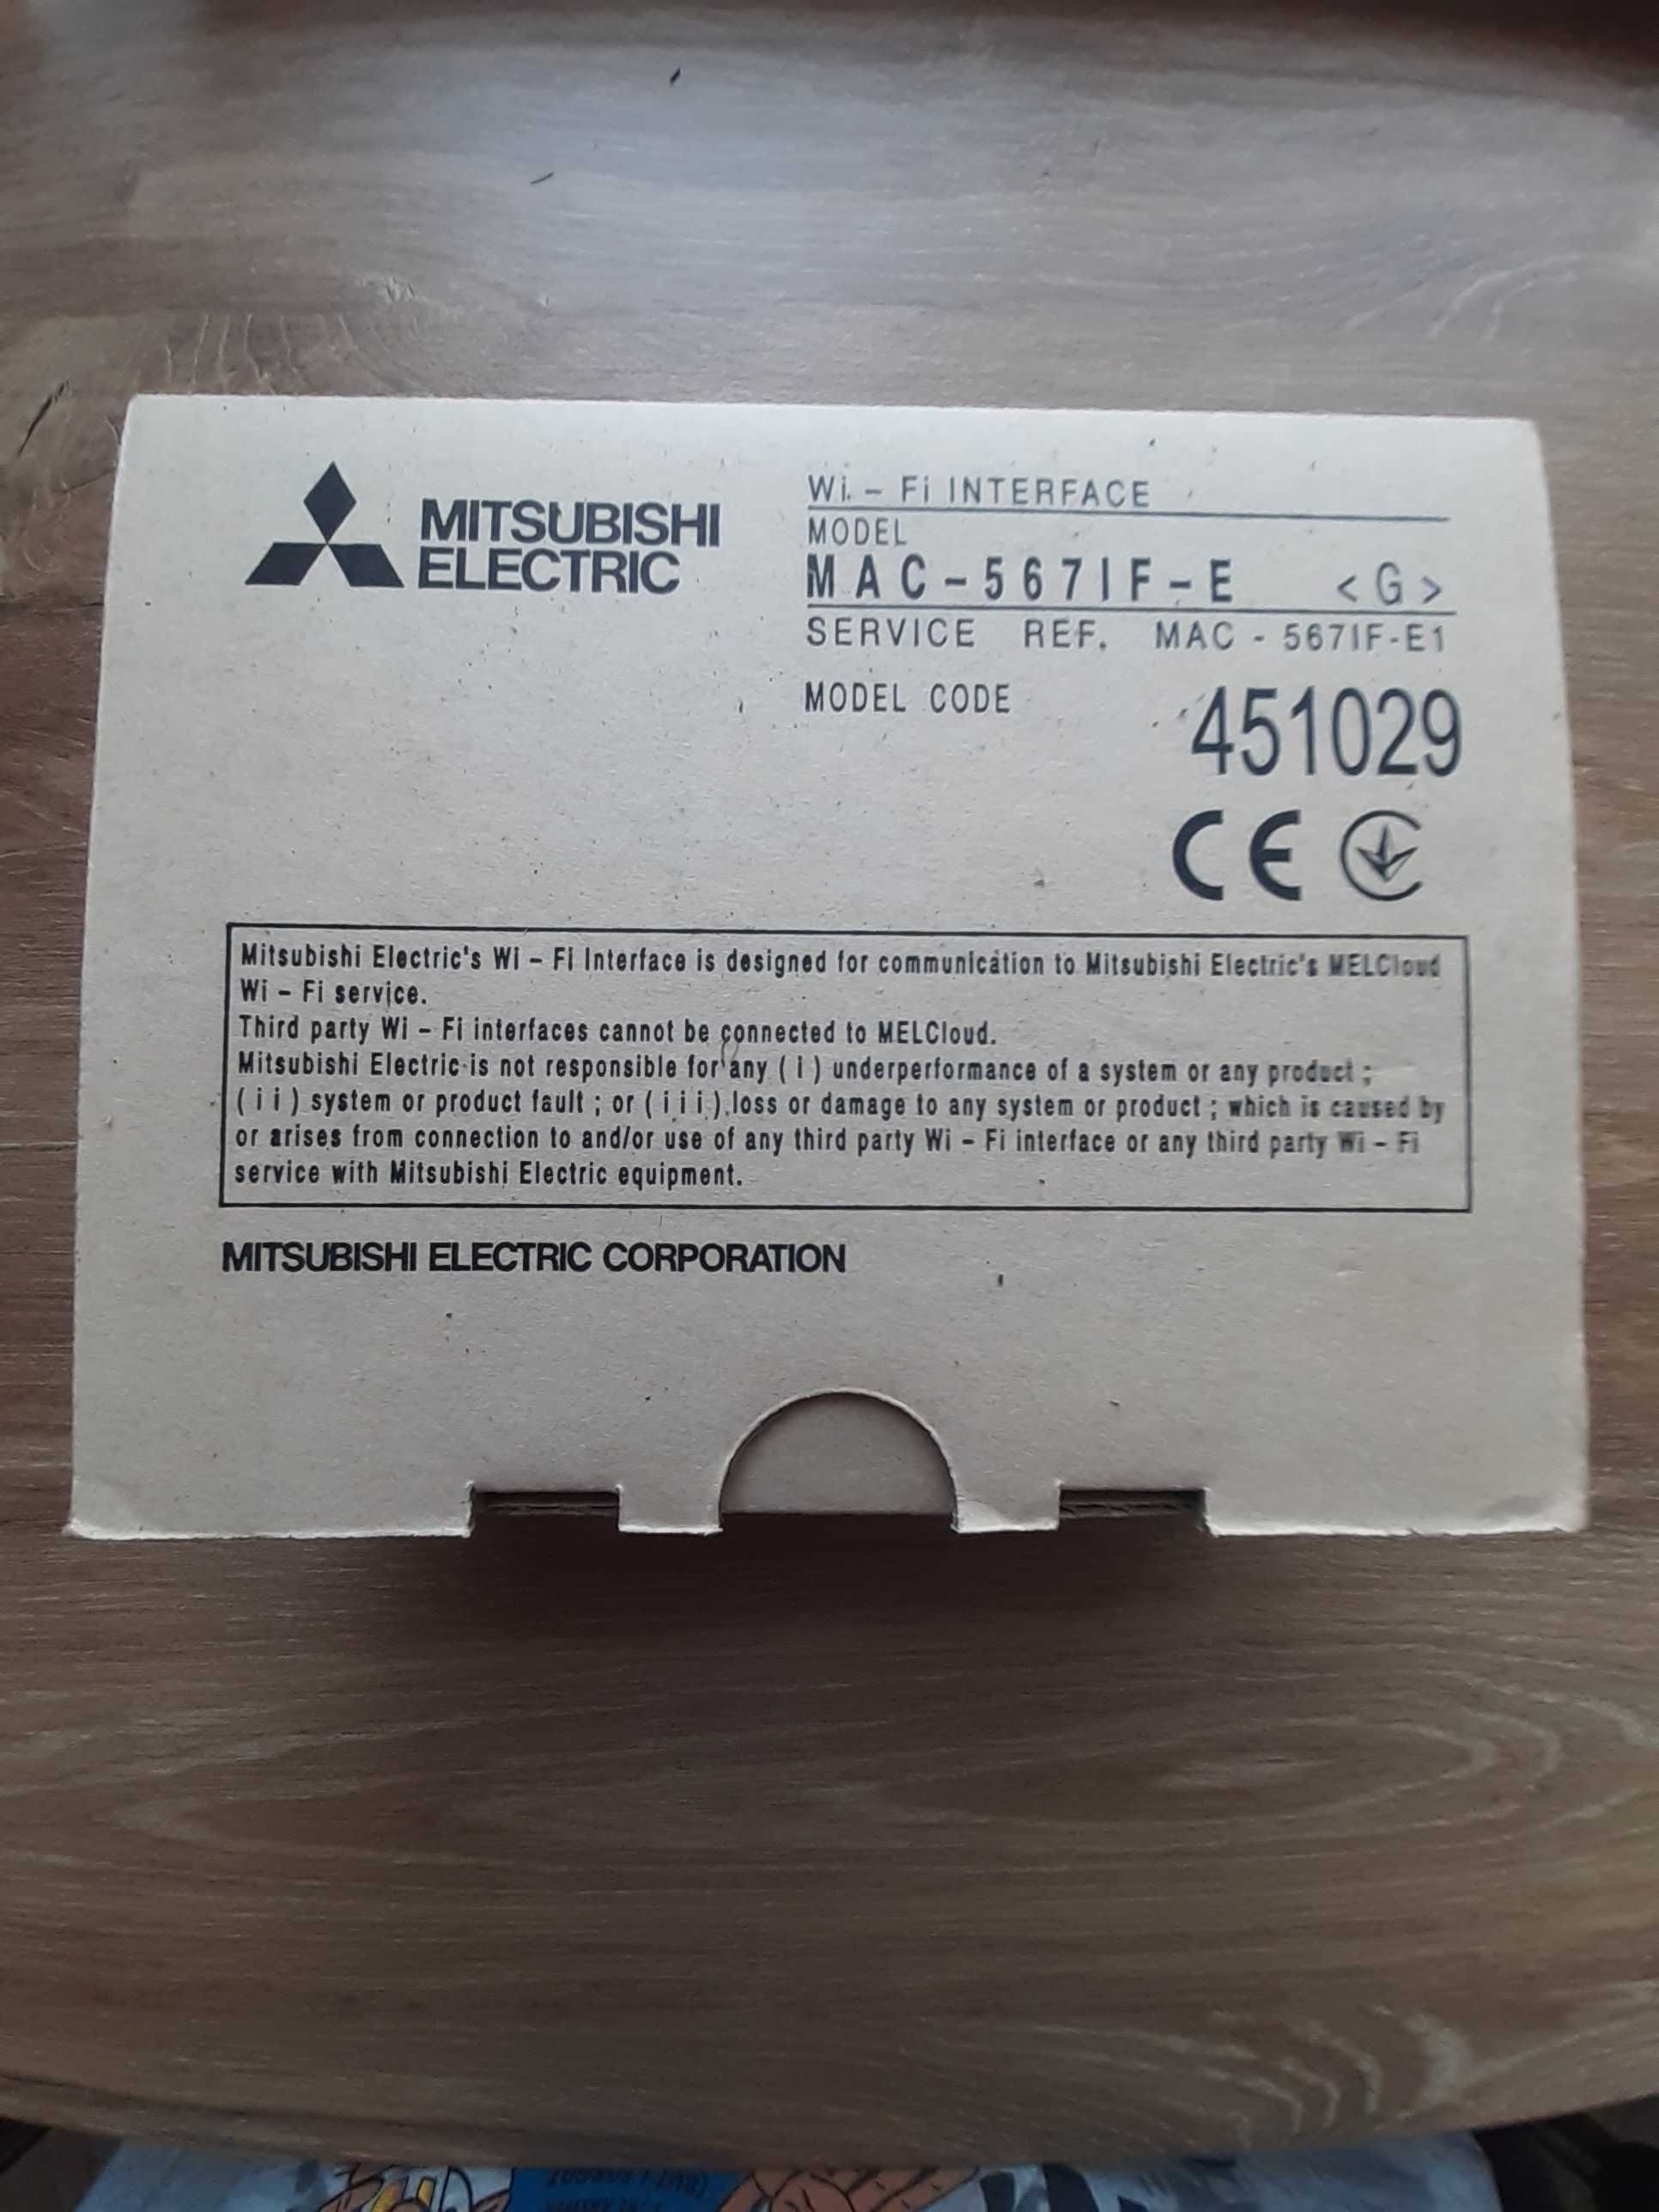 MITSUBISHI
ELECTRIC
Wi-Fi INTERFACE
MODEL
MAC-567IF-E <G>
SERVICE REF. MAC-567IF-E1
MODEL CODE
451029
CE
Mitsubishi Electric's Wi-Fi Interface is designed for communication to Mitsubishi Electric's MELCloud
Wi-Fi service.
Third party Wi-Fi interfaces cannot be connected to MELCloud.
Mitsubishi Electric is not responsible for any (i) underperformance of a system or any product;
(ii) system or product fault; or (iii) loss or damage to any system or product; which is caused by
or arises from connection to and/or use of any third party Wi-Fi interface or any third party Wi-Fi
service with Mitsubishi Electric equipment.
MITSUBISHI ELECTRIC CORPORATION